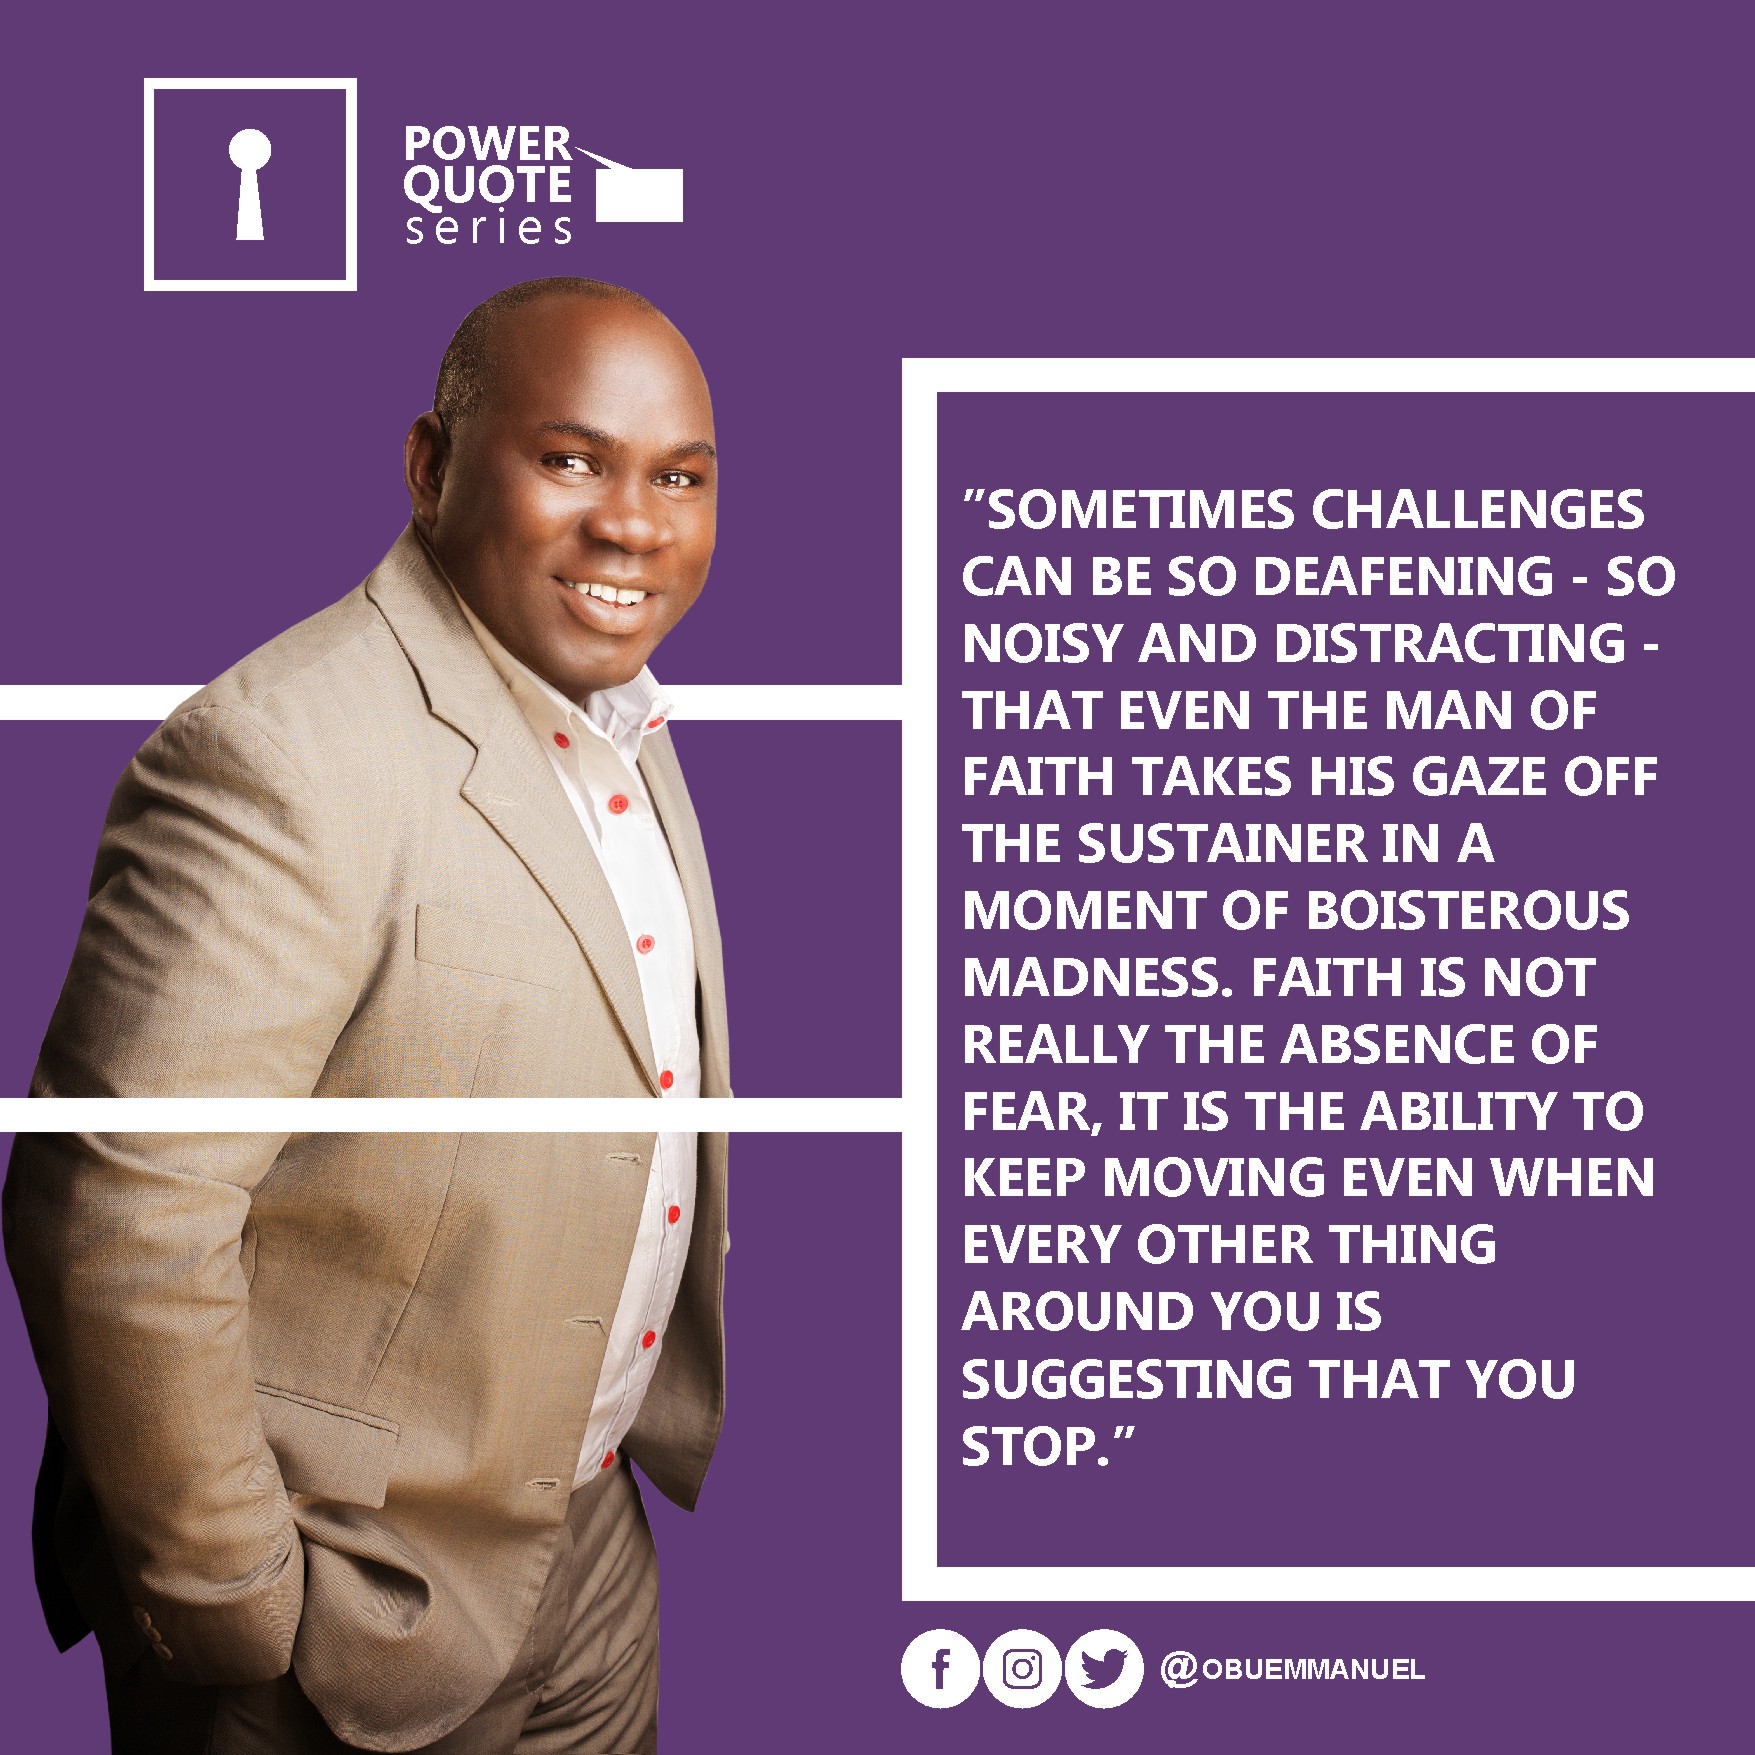 POWER
QUOTE
series
"SOMETIMES CHALLENGES
CAN BE SO DEAFENING - SO
NOISY AND DISTRACTING -
THAT EVEN THE MAN OF
FAITH TAKES HIS GAZE OFF
THE SUSTAINER IN A
MOMENT OF BOISTEROUS
MADNESS. FAITH IS NOT
REALLY THE ABSENCE OF
FEAR, IT IS THE ABILITY TO
KEEP MOVING EVEN WHEN
EVERY OTHER THING
AROUND YOU IS
SUGGESTING THAT YOU
STOP."
@OBUEMMANUEL